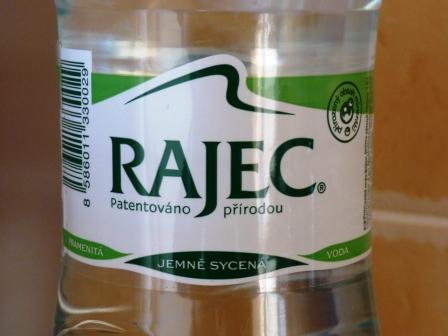 RAJEC®
Patentováno přírodou
8 586011 330029
PRAMENITÁ
JEMNĚ SYCENÁ
VODA